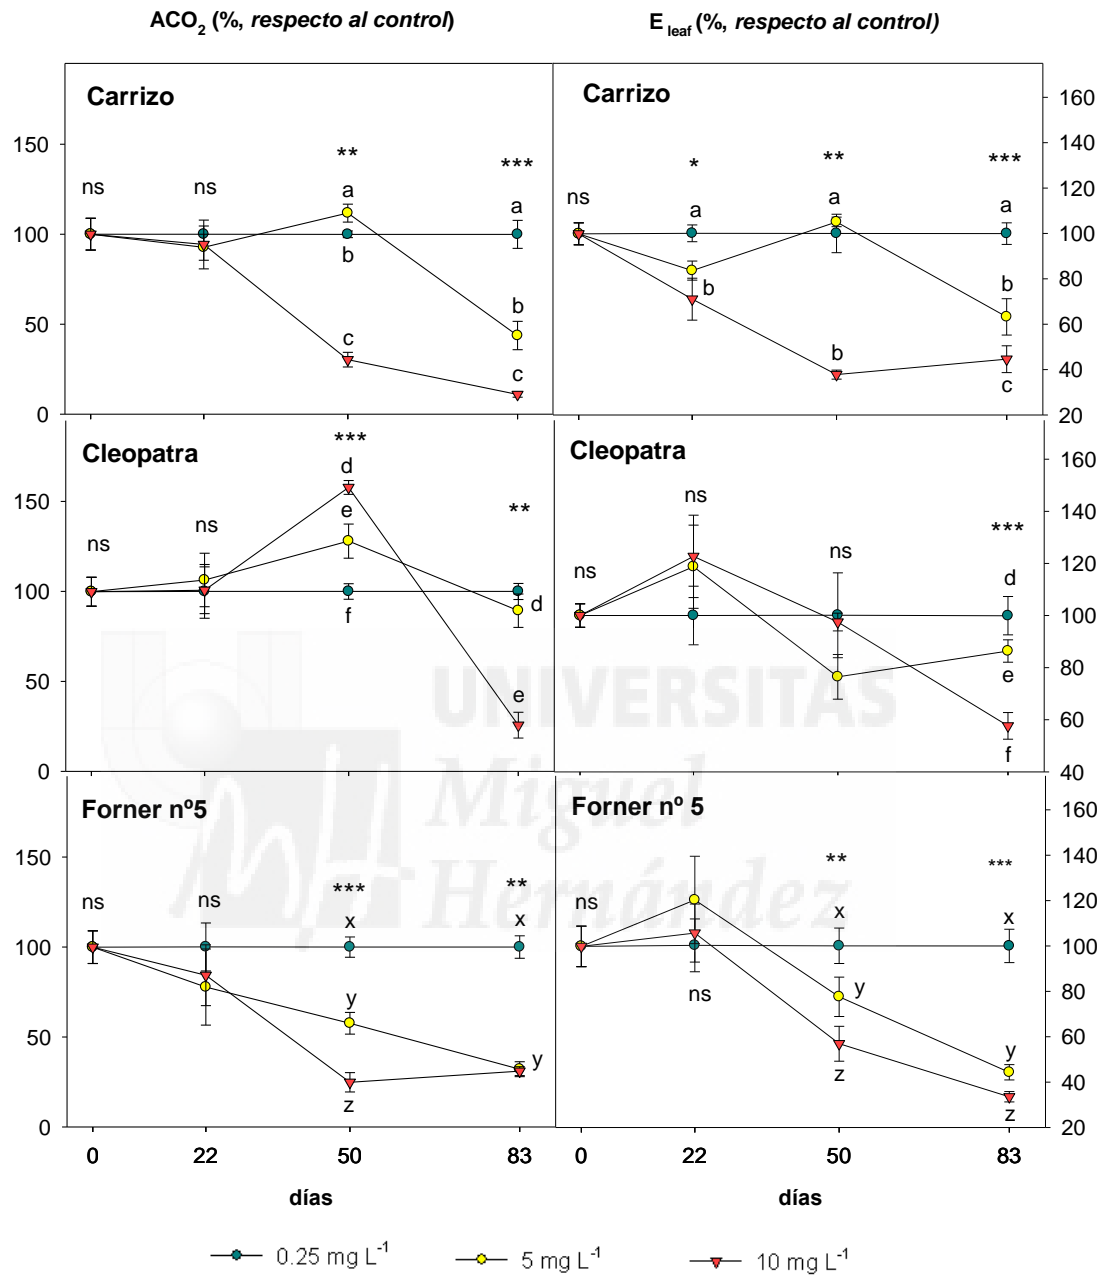 ACO2 (%, respecto al control)
E leaf (%, respecto al control)
Carrizo
150
100
50
0
ns
ns
**
a
b
c
***
a
b
c
Carrizo
160
140
120
100
80
60
40
20
ns
*
a
b
**
a
b
***
a
b
c
Cleopatra
150
100
50
0
ns
ns
***
d
e
f
**
d
e
Cleopatra
160
140
120
100
80
60
40
ns
ns
ns
***
d
e
f
UNIVERSITAS
Miguel
Hernández
Forner nº5
150
100
50
0
ns
ns
***
x
y
z
**
x
y
Forner nº 5
160
140
120
100
80
60
40
20
ns
ns
**
x
y
z
***
x
y
z
0 22 50 83
0 22 50 83
días
días
0.25 mg L-1
5 mg L-1
10 mg L-1